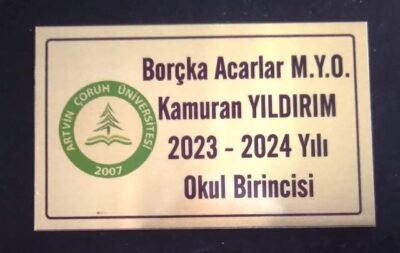 Borçka Acarlar M.Y.O.
Kamuran YILDIRIM
2023 - 2024 Yılı
Okul Birincisi
ARTVİN ÇORUH ÜNİVERSİTESİ
2007